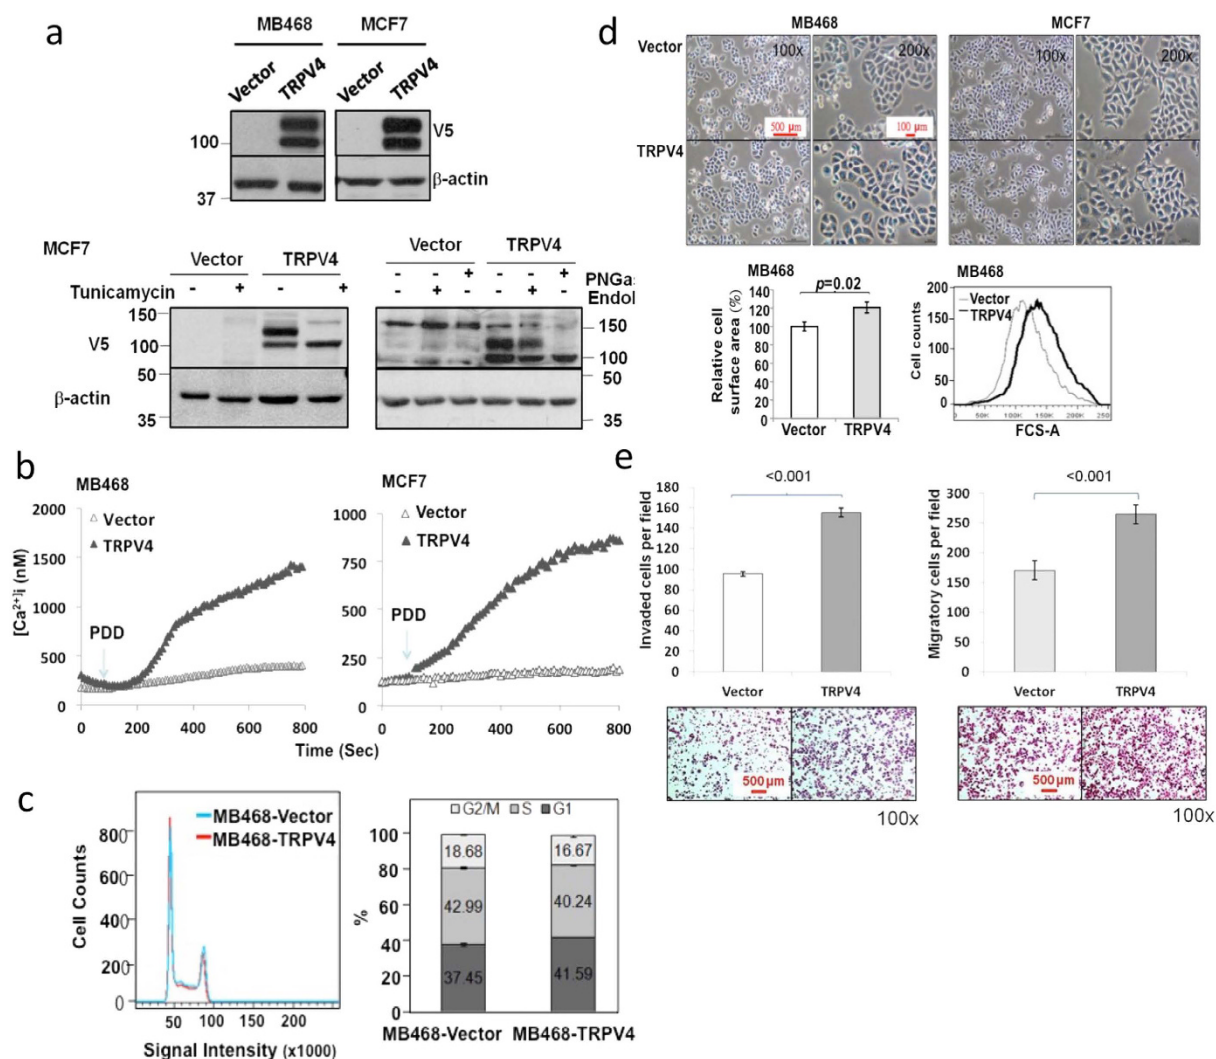 a
MB468 MCF7
Vector TRPV4 Vector TRPV4
V5
100
β-actin
37
MCF7
Vector TRPV4
Tunicamycin - + - +
150
V5 100
50
β-actin
35
Vector TRPV4
- - + - - + PNGa
- + - - + - Endo
150
100
50
35
b
MB468
2000
1500
1000
500
0
[Ca²⁺]i (nM)
Vector
TRPV4
PDD
0 200 400 600 800
MCF7
1000
750
500
250
0
Vector
TRPV4
PDD
0 200 400 600 800
Time (Sec)
c
MB468-Vector
MB468-TRPV4
800
600
400
200
0
Cell Counts
50 100 200
Signal Intensity (x1000)
G2/M S G1
100
80
60
40
20
0
%
18.68 16.67
42.99 40.24
37.45 41.59
MB468-Vector MB468-TRPV4
d
MB468 MCF7
Vector 100x 200x 100x 200x
500 μm 100 μm
TRPV4
MB468
p=0.02
140
120
100
80
60
40
20
0
Relative cell
surface area (%)
Vector TRPV4
MB468
Vector
TRPV4
200
150
100
50
0
Cell counts
0 50K 100K 150K 200K 250
FCS-A
e
<0.001
180
160
140
120
100
80
60
40
20
0
Invaded cells per field
Vector TRPV4
500 μm
100x
<0.001
300
250
200
150
100
50
0
Migratory cells per field
Vector TRPV4
500 μm
100x